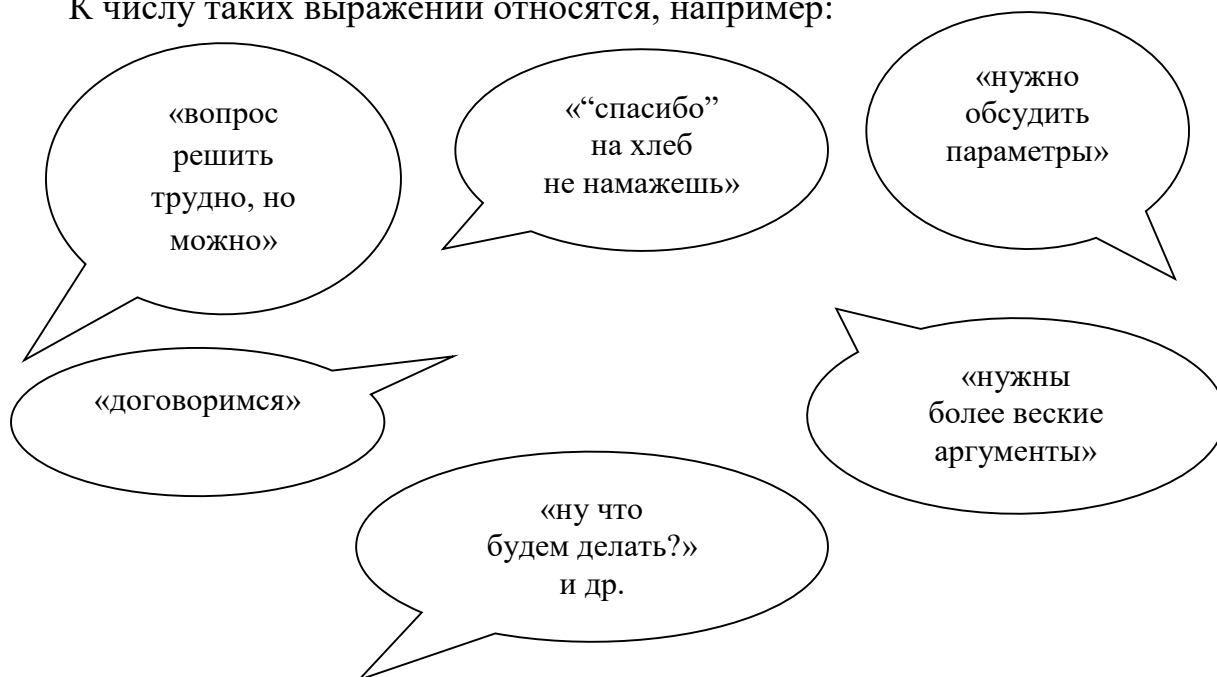 К числу таких выражений относятся, например:
«вопрос
решить
трудно, но
можно»
«“спасибо”
на хлеб
не намажешь»
«нужно
обсудить
параметры»
«договоримся»
«нужны
более веские
аргументы»
«ну что
будем делать?»
и др.